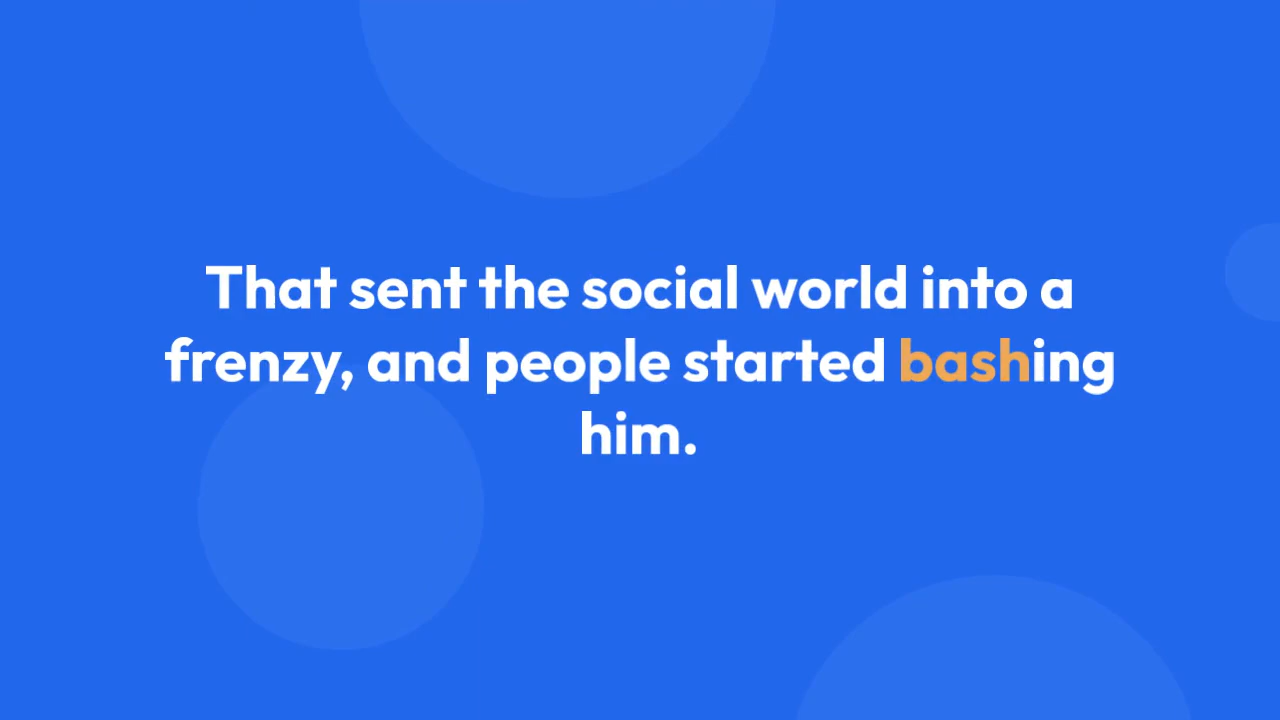 That sent the social world into a
frenzy, and people started bashing
him.